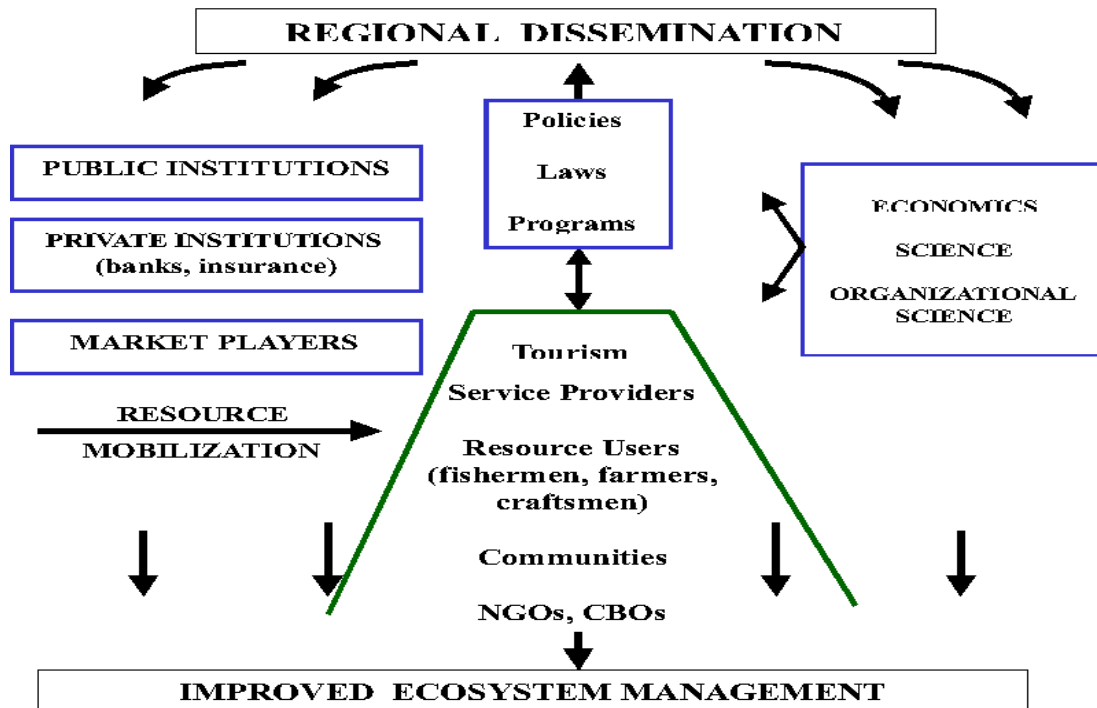 REGIONAL DISSEMINATION
Policies
Laws
Programs
PUBLIC INSTITUTIONS
PRIVATE INSTITUTIONS
(banks, insurance)
MARKET PLAYERS
RESOURCE
MOBILIZATION
ECONOMICS
SCIENCE
ORGANIZATIONAL
SCIENCE
Tourism
Service Providers
Resource Users
(fishermen, farmers,
craftsmen)
Communities
NGOs, CBOs
IMPROVED ECOSYSTEM MANAGEMENT